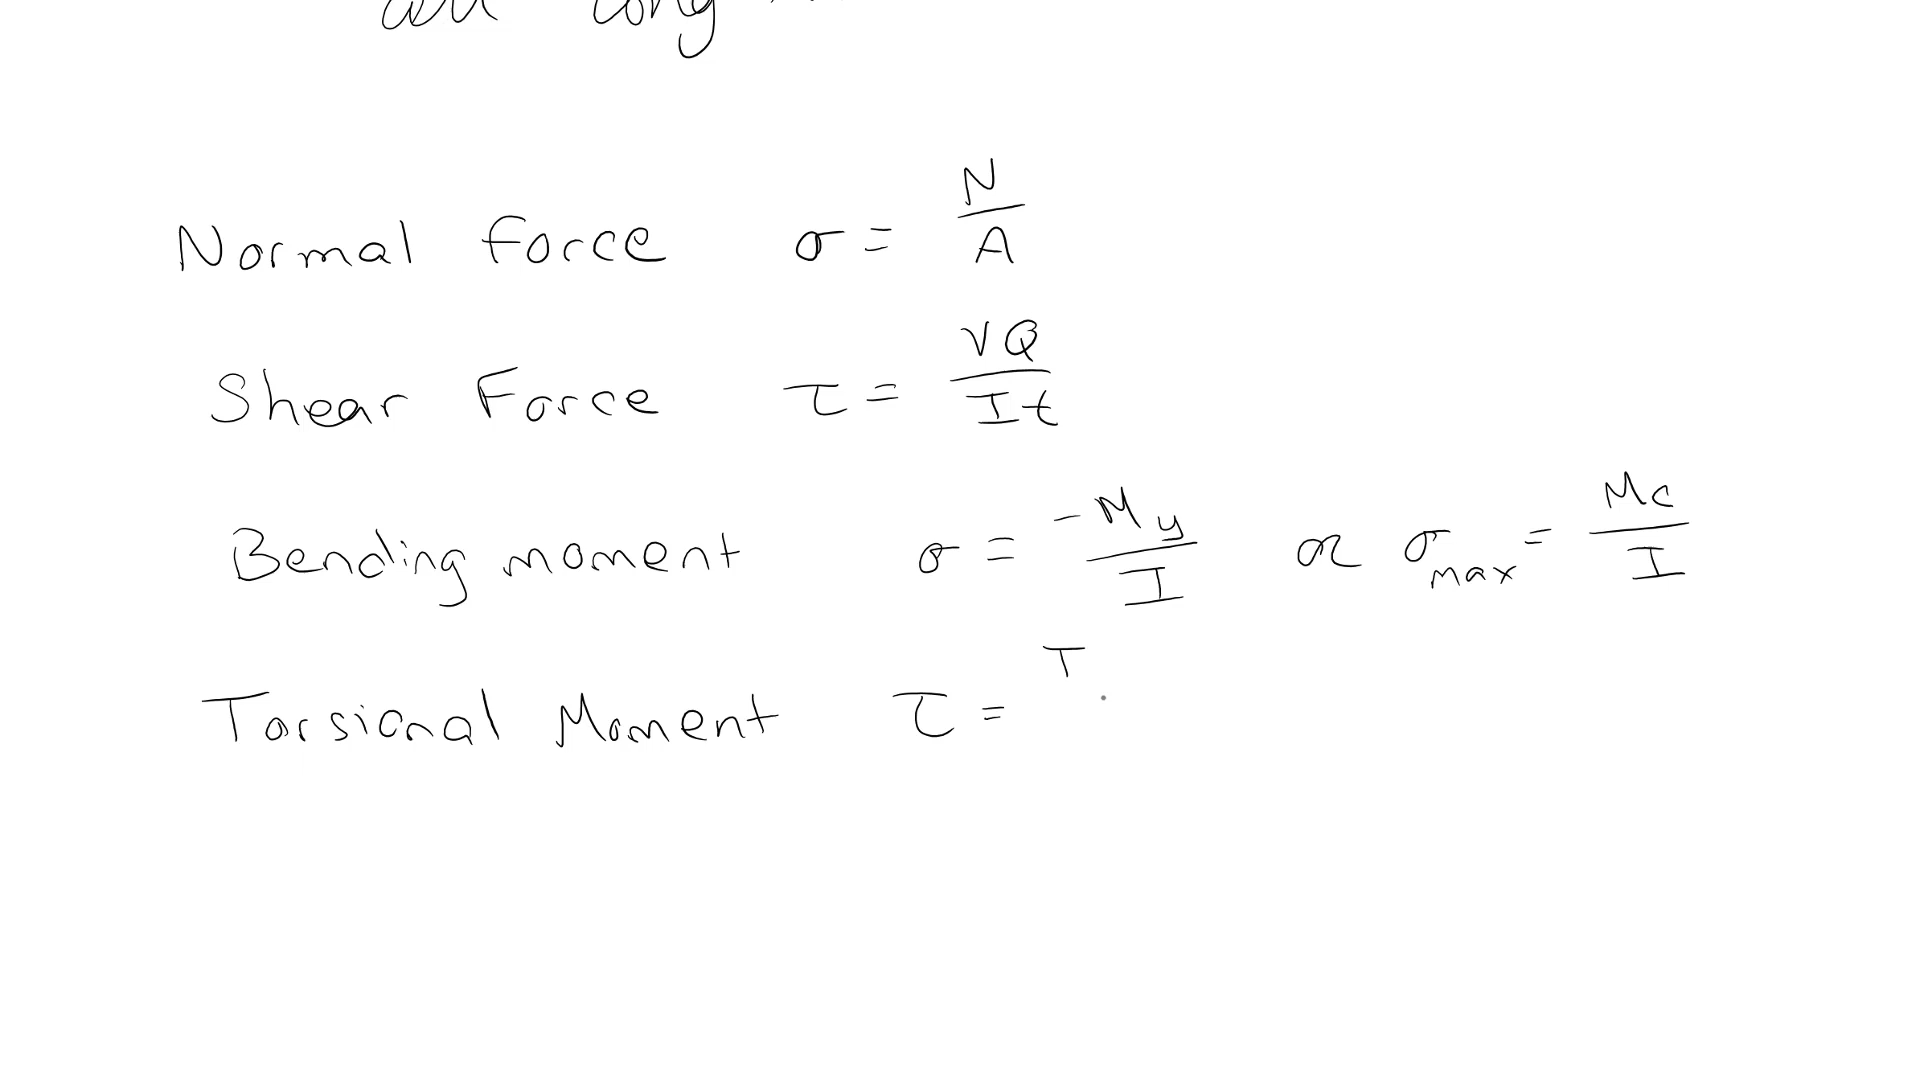 Normal force σ = N/A
Shear Force τ = VQ/It
Bending moment σ = -My/I or σmax = Mc/I
Torsional Moment τ = T